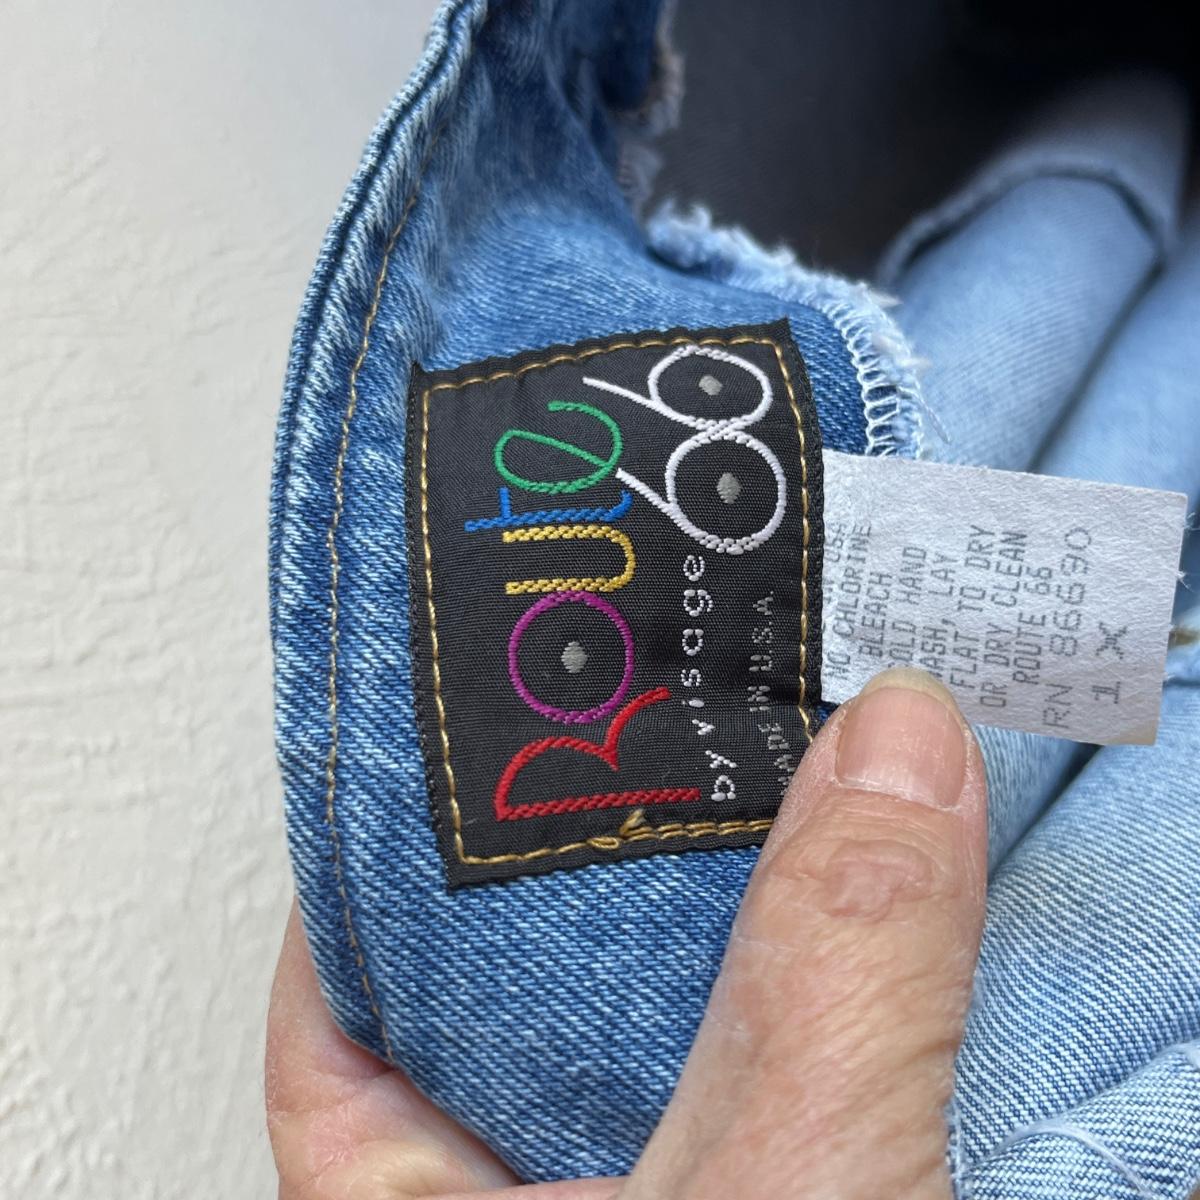 Route 66
by visage
MADE IN U.S.A.
NO CHLORINE
BLEACH
COLD HAND
WASH, LAY
FLAT TO DRY
OR DRY CLEAN
ROUTE 66
RN 86690
1X